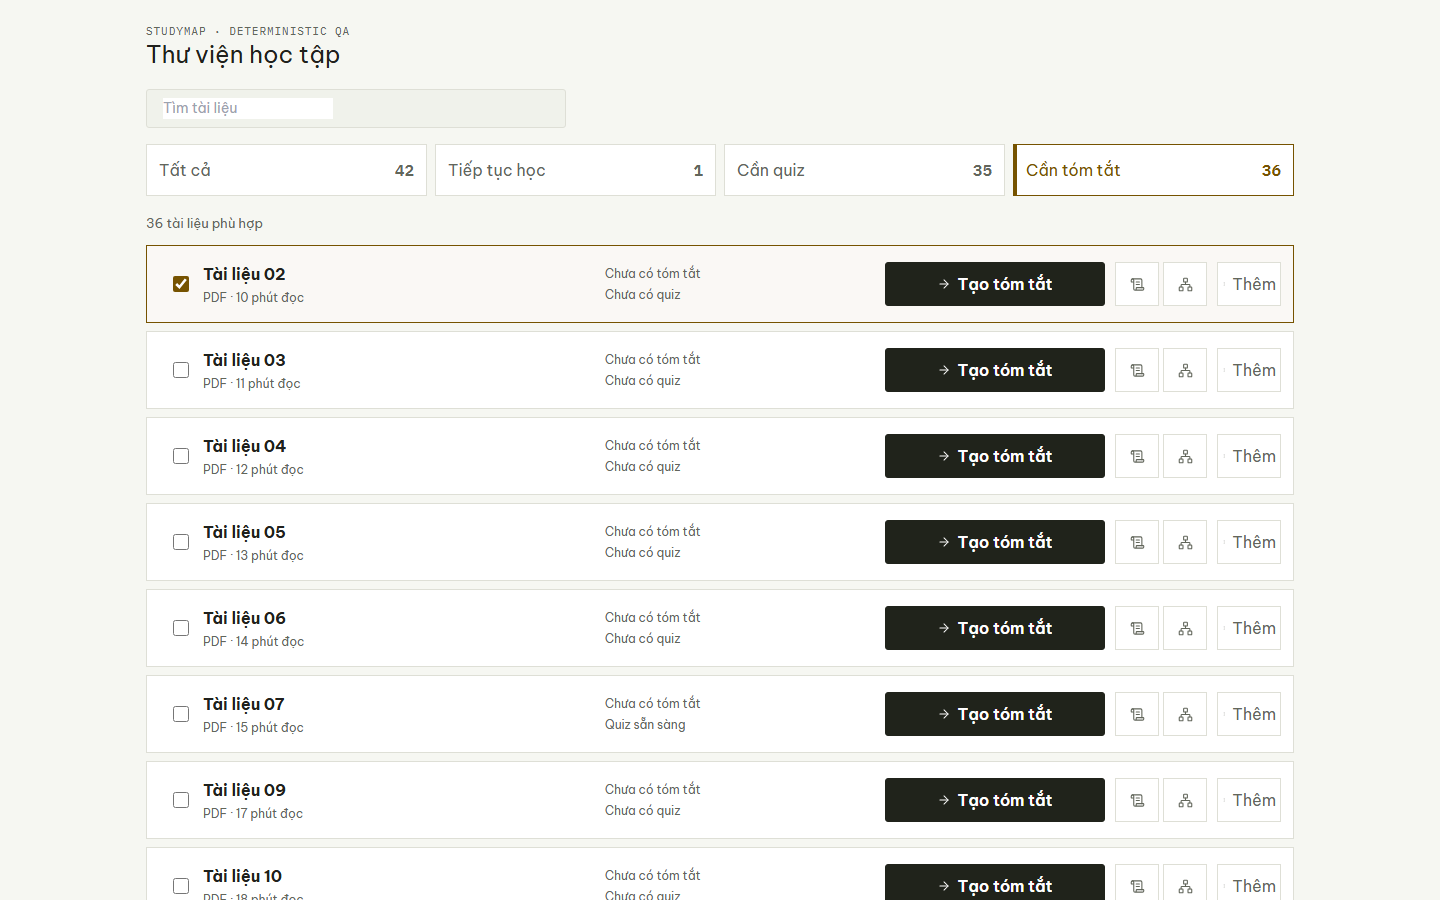 STUDYMAP · DETERMINISTIC QA
Thư viện học tập
Tìm tài liệu
Tất cả 42
Tiếp tục học 1
Cần quiz 35
Cần tóm tắt 36
36 tài liệu phù hợp
Tài liệu 02
PDF · 10 phút đọc
Chưa có tóm tắt
Chưa có quiz
→ Tạo tóm tắt
Thêm
Tài liệu 03
PDF · 11 phút đọc
Chưa có tóm tắt
Chưa có quiz
→ Tạo tóm tắt
Thêm
Tài liệu 04
PDF · 12 phút đọc
Chưa có tóm tắt
Chưa có quiz
→ Tạo tóm tắt
Thêm
Tài liệu 05
PDF · 13 phút đọc
Chưa có tóm tắt
Chưa có quiz
→ Tạo tóm tắt
Thêm
Tài liệu 06
PDF · 14 phút đọc
Chưa có tóm tắt
Chưa có quiz
→ Tạo tóm tắt
Thêm
Tài liệu 07
PDF · 15 phút đọc
Chưa có tóm tắt
Quiz sẵn sàng
→ Tạo tóm tắt
Thêm
Tài liệu 09
PDF · 17 phút đọc
Chưa có tóm tắt
Chưa có quiz
→ Tạo tóm tắt
Thêm
Tài liệu 10
PDF · 18 phút đọc
Chưa có tóm tắt
Chưa có quiz
→ Tạo tóm tắt
Thêm